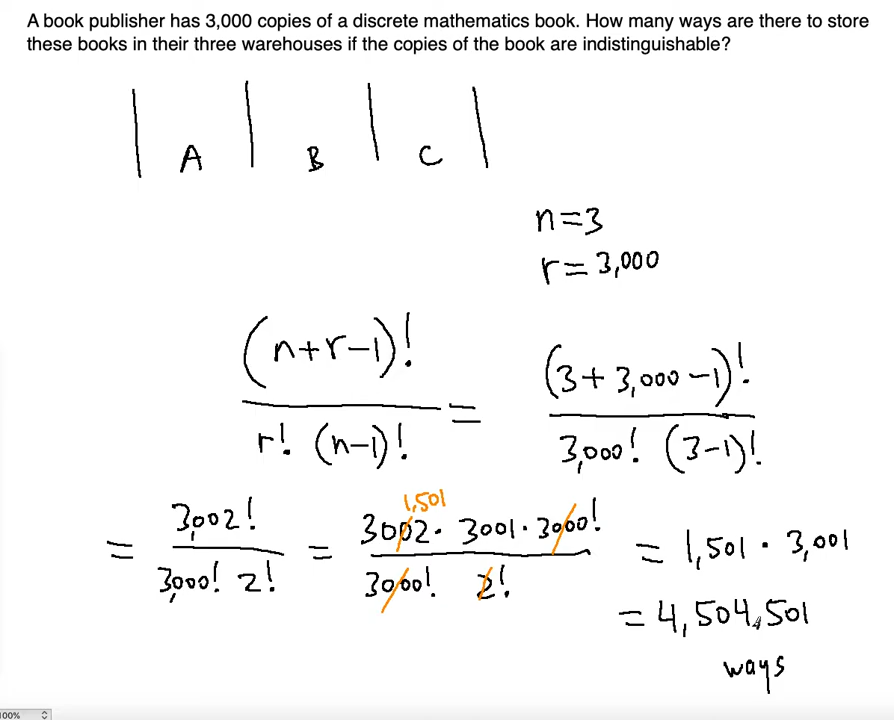 A book publisher has 3,000 copies of a discrete mathematics book. How many ways are there to store
these books in their three warehouses if the copies of the book are indistinguishable?
| A | B | C |
n=3
r= 3,000
(n+r-1)! / r! (n-1)! = (3+3,000-1)! / 3,000! (3-1)!
1,501
= 3,002! / 3,000! 2! = 3002·3001·3000! / 3000! 2! = 1,501 · 3,001
= 4,504,501
ways
100%